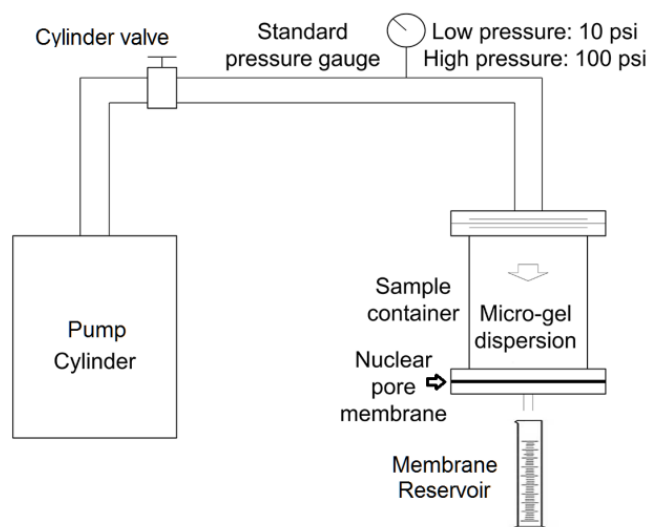 Cylinder valve
Standard
pressure gauge
Low pressure: 10 psi
High pressure: 100 psi
Pump
Cylinder
Sample
container
Micro-gel
dispersion
Nuclear
pore
membrane
Membrane
Reservoir